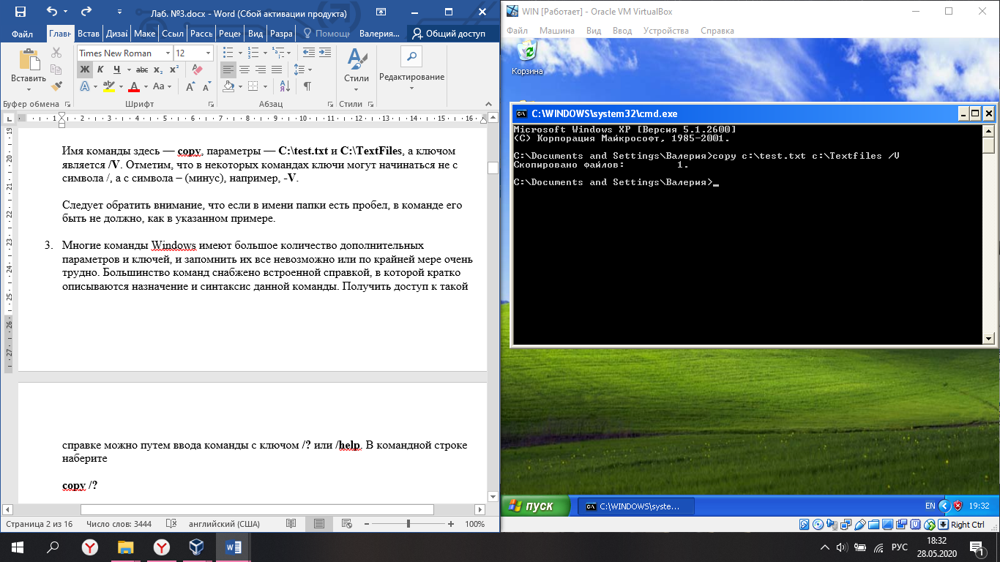 Лаб. №3.docx - Word (Сбой активации продукта)
Файл Главн Встав Дизай Маке Ссыл Рассы Рецен Вид Разра Помощн Валерия... Общий доступ
Times New Roman 12
Вставить Ж К Ч abc x₂ x² Стили Редактирование
A Aa A A
Буфер обмена Шрифт Абзац Стили
Имя команды здесь — copy, параметры — C:\test.txt и C:\TextFiles, а ключом
является /V. Отметим, что в некоторых командах ключи могут начинаться не с
символа /, а с символа – (минус), например, -V.
Следует обратить внимание, что если в имени папки есть пробел, в команде его
быть не должно, как в указанном примере.
3. Многие команды Windows имеют большое количество дополнительных
параметров и ключей, и запомнить их все невозможно или по крайней мере очень
трудно. Большинство команд снабжено встроенной справкой, в которой кратко
описываются назначение и синтаксис данной команды. Получить доступ к такой
справке можно путем ввода команды с ключом /? или /help. В командной строке
наберите
copy /?
Страница 2 из 16 Число слов: 3444 английский (США) 100%
WIN [Работает] - Oracle VM VirtualBox
Файл Машина Вид Ввод Устройства Справка
Корзина
C:\WINDOWS\system32\cmd.exe
Microsoft Windows XP [Версия 5.1.2600]
(С) Корпорация Майкрософт, 1985-2001.
C:\Documents and Settings\Валерия>copy c:\test.txt c:\Textfiles /V
Скопировано файлов: 1.
C:\Documents and Settings\Валерия>_
пуск C:\WINDOWS\syste... EN 19:32
Right Ctrl
РУС 18:32
28.05.2020
1